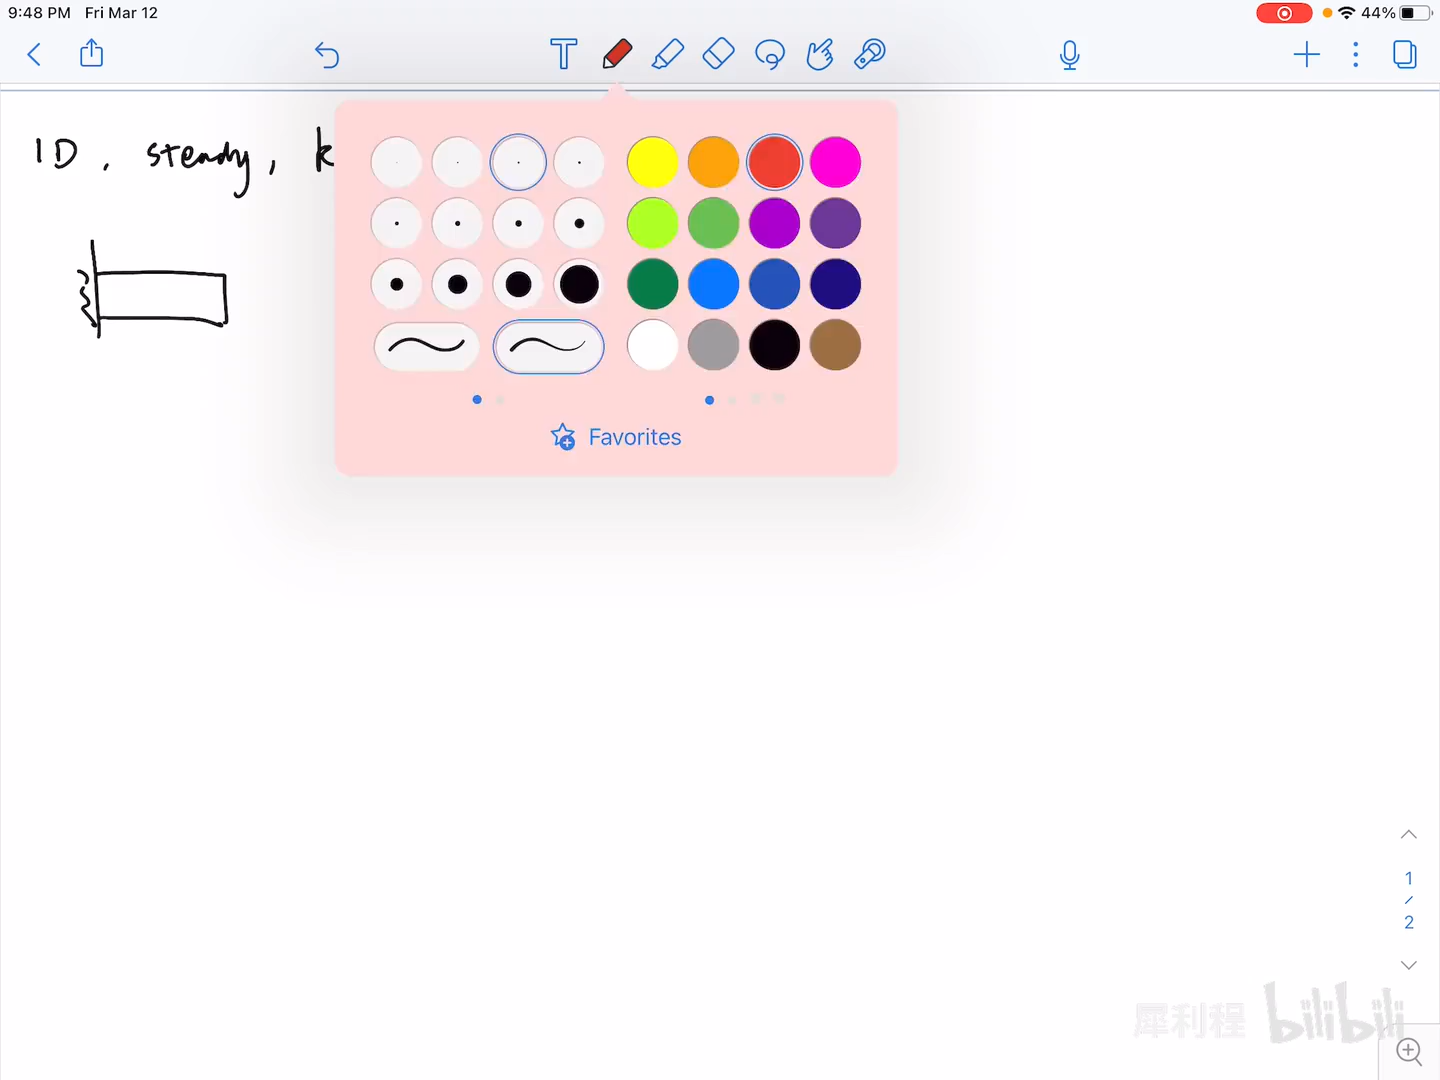 9:48 PM Fri Mar 12
44%
1D, steady, k
Favorites
1
/
2
犀利程 bilibili